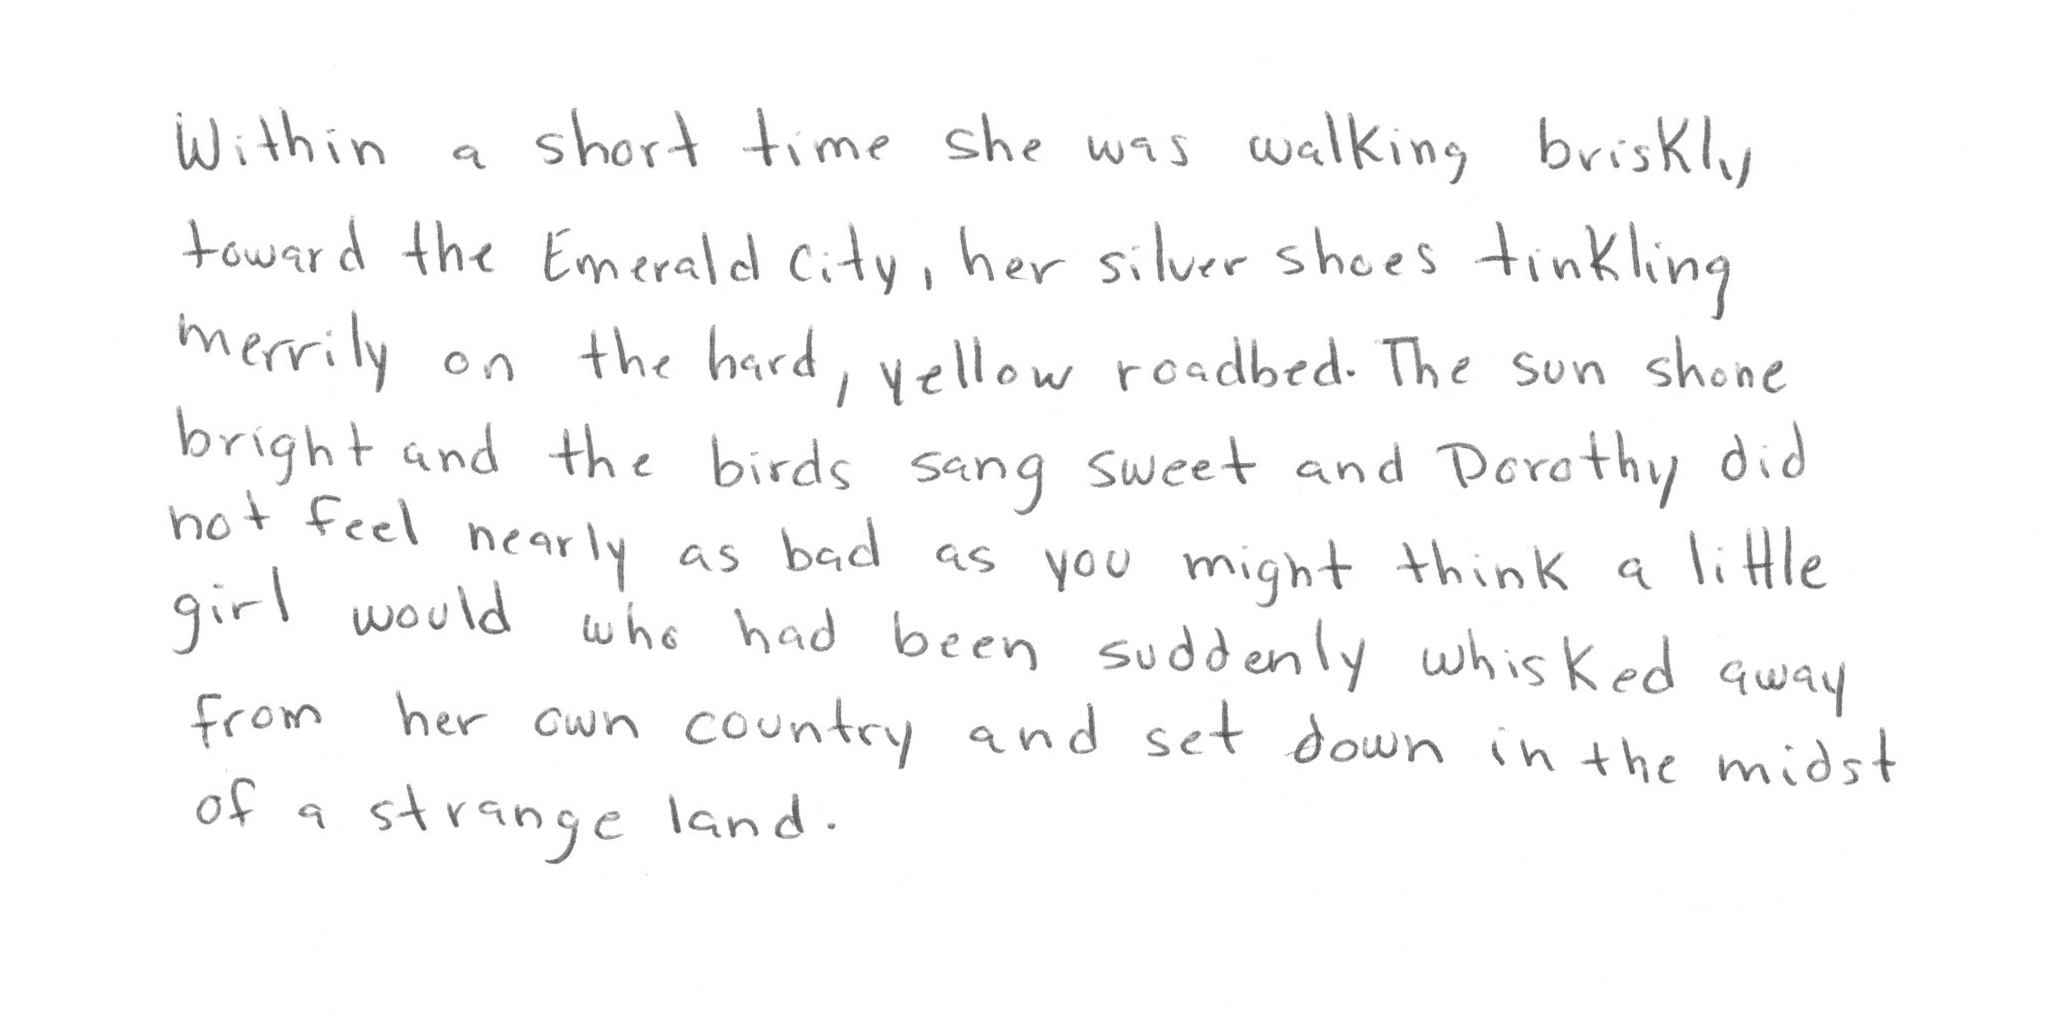 Within a short time she was walking briskly
toward the Emerald City, her silver shoes tinkling
merrily on the hard, yellow roadbed. The sun shone
bright and the birds sang sweet and Dorothy did
not feel nearly as bad as you might think a little
girl would who had been suddenly whisked away
from her own country and set down in the midst
of a strange land.